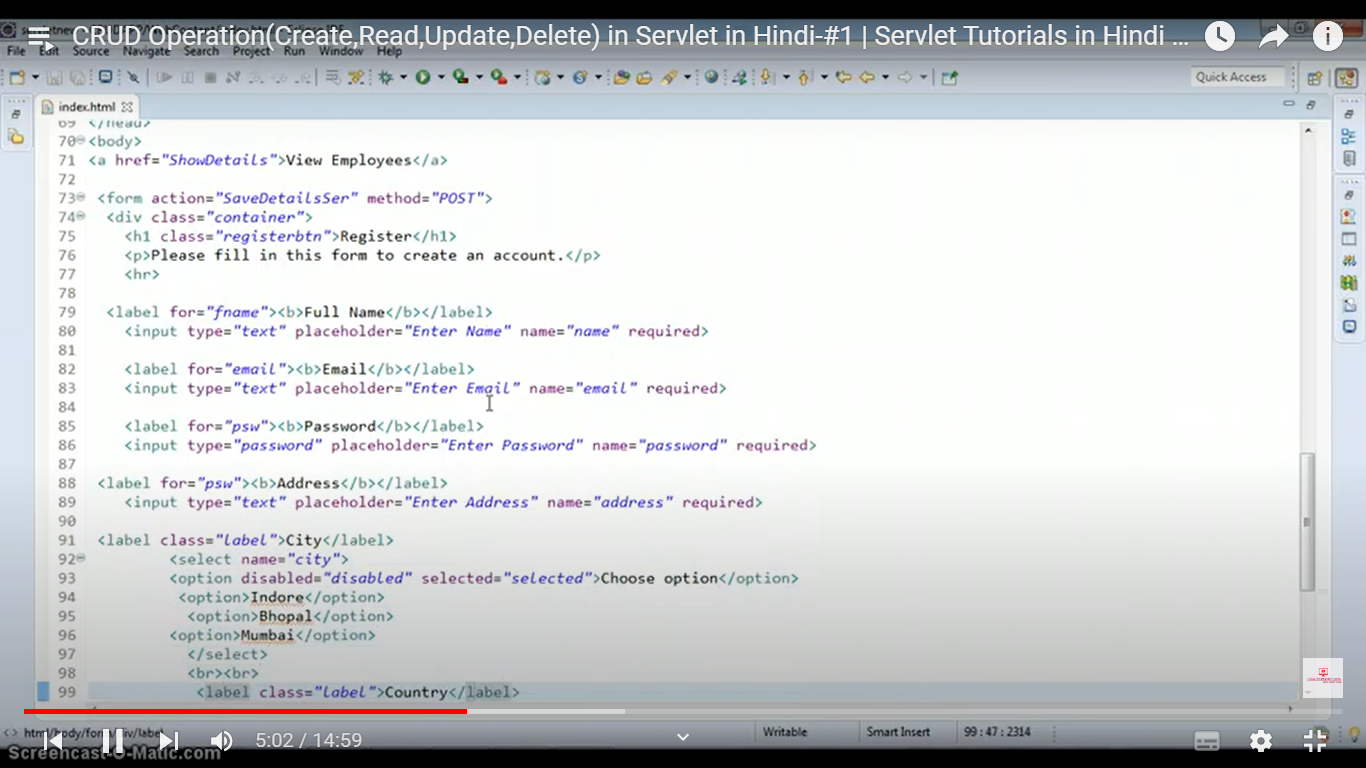 CRUD Operation(Create,Read,Update,Delete) in Servlet in Hindi-#1 | Servlet Tutorials in Hindi ...
File Edit Source Navigate Search Project Run Window Help
Quick Access
index.html
69 </head>
70 <body>
71 <a href="ShowDetails">View Employees</a>
72
73 <form action="SaveDetailsSer" method="POST">
74 <div class="container">
75 <h1 class="registerbtn">Register</h1>
76 <p>Please fill in this form to create an account.</p>
77 <hr>
78
79 <label for="fname"><b>Full Name</b></label>
80 <input type="text" placeholder="Enter Name" name="name" required>
81
82 <label for="email"><b>Email</b></label>
83 <input type="text" placeholder="Enter Email" name="email" required>
84
85 <label for="psw"><b>Password</b></label>
86 <input type="password" placeholder="Enter Password" name="password" required>
87
88 <label for="psw"><b>Address</b></label>
89 <input type="text" placeholder="Enter Address" name="address" required>
90
91 <label class="label">City</label>
92 <select name="city">
93 <option disabled="disabled" selected="selected">Choose option</option>
94 <option>Indore</option>
95 <option>Bhopal</option>
96 <option>Mumbai</option>
97 </select>
98 <br><br>
99 <label class="label">Country</label>
html/body/form/div/label
5:02 / 14:59
Writable
Smart Insert
99 : 47 : 2314
Screencast-O-Matic.com